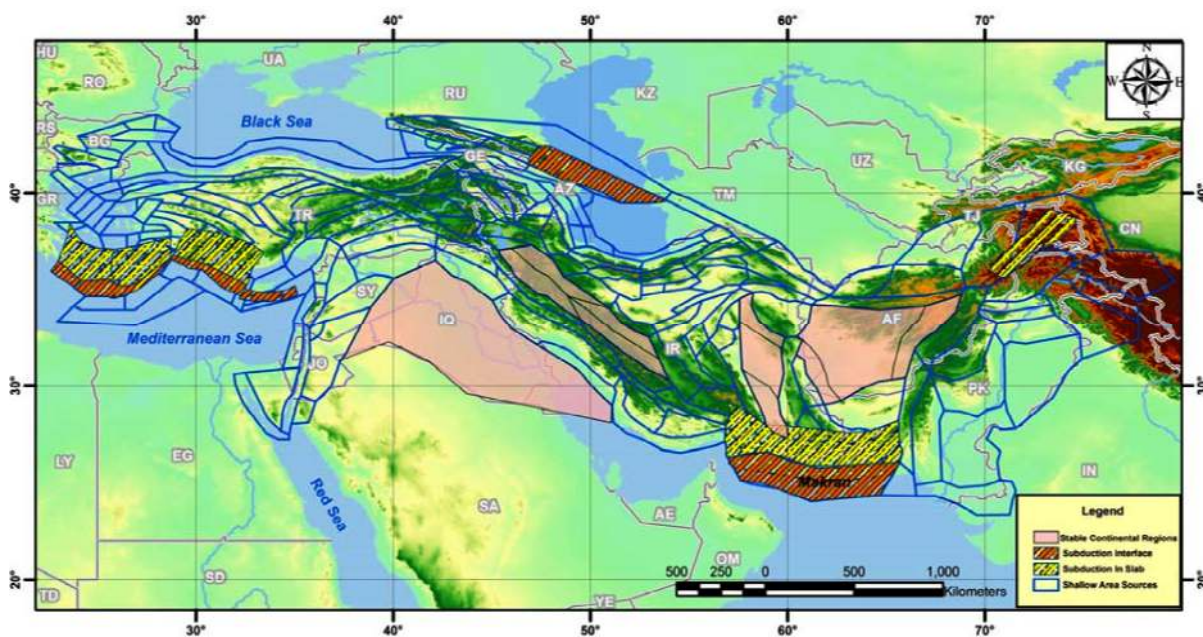 30°
40°
50°
60°
70°
N
W
E
S
HU
RO
UA
RU
KZ
RS
BG
Black Sea
GE
AZ
UZ
KG
40°
GR
TR
TM
TJ
CN
40°
SY
IQ
IR
AF
Mediterranean Sea
JO
PK
30°
30°
LY
EG
Red Sea
SA
AE
OM
"Makran"
IN
Legend
Stable Continental Regions
Subduction Interface
Subduction In Slab
Shallow Area Sources
500 250 0 500 1,000
Kilometers
20°
20°
TD
SD
YE
30°
40°
50°
60°
70°